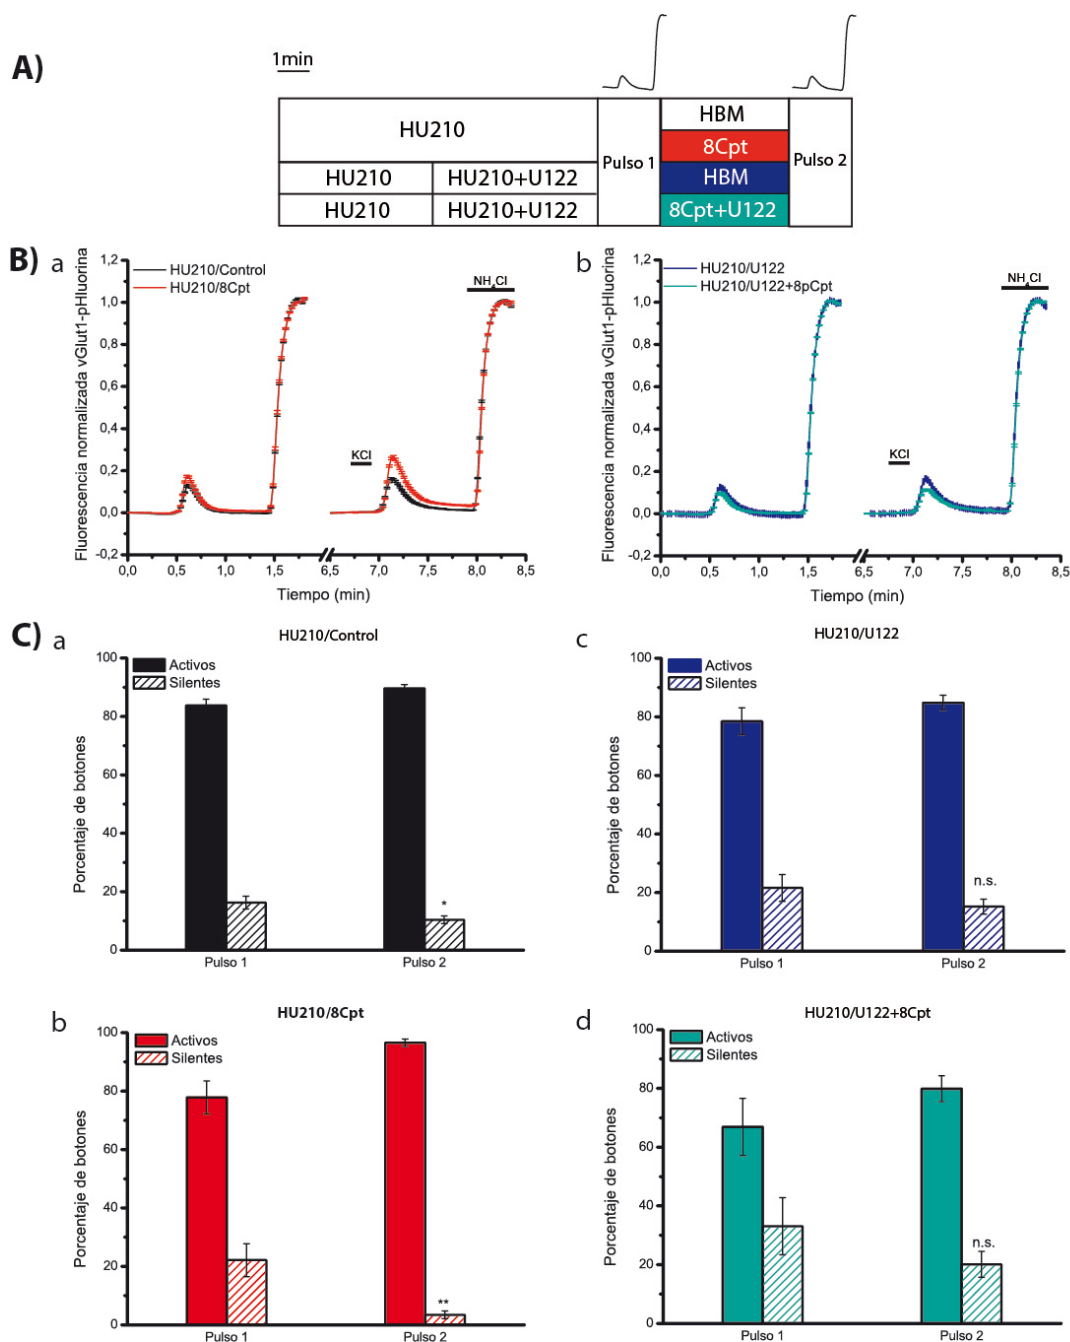 A)
1min
HU210
HU210
HU210+U122
HU210
HU210+U122
Pulso 1
HBM
8Cpt
HBM
8Cpt+U122
Pulso 2
B)
a
Fluorescencia normalizada vGlut1-pHluorina
1,2
1,0
0,8
0,6
0,4
0,2
0,0
-0,2
HU210/Control
HU210/8Cpt
KCl
NH4Cl
0,0 0,5 1,0 1,5 6,5 7,0 7,5 8,0 8,5
Tiempo (min)
b
Fluorescencia normalizada vGlut1-pHluorina
1,2
1,0
0,8
0,6
0,4
0,2
0,0
-0,2
HU210/U122
HU210/U122+8pCpt
KCl
NH4Cl
0,0 0,5 1,0 1,5 6,5 7,0 7,5 8,0 8,5
Tiempo (min)
C)
a
HU210/Control
Porcentaje de botones
100
80
60
40
20
0
Activos
Silentes
*
Pulso 1 Pulso 2
c
HU210/U122
Porcentaje de botones
100
80
60
40
20
0
Activos
Silentes
n.s.
Pulso 1 Pulso 2
b
HU210/8Cpt
Porcentaje de botones
100
80
60
40
20
0
Activos
Silentes
**
Pulso 1 Pulso 2
d
HU210/U122+8Cpt
Porcentaje de botones
100
80
60
40
20
0
Activos
Silentes
n.s.
Pulso 1 Pulso 2